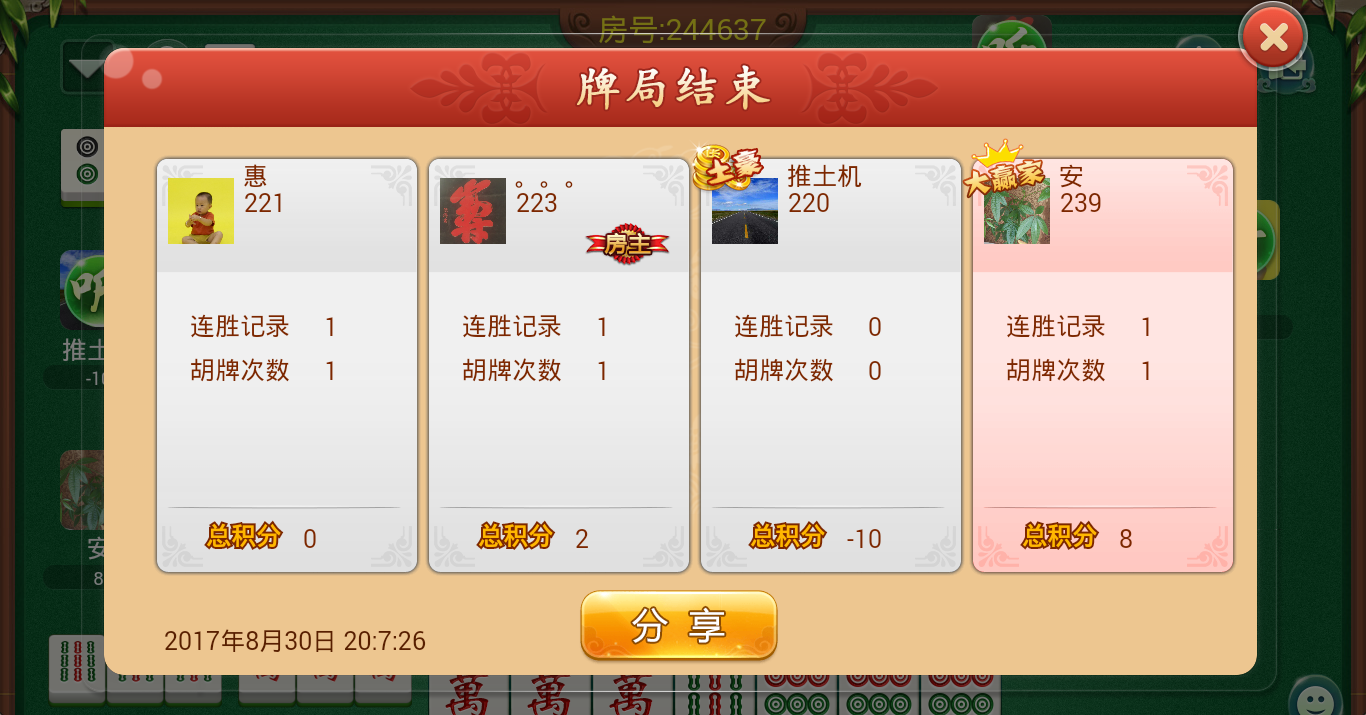 房号:244637
牌局结束
惠
221
连胜记录 1
胡牌次数 1
总积分 0
。。。
223
房主
连胜记录 1
胡牌次数 1
总积分 2
土豪
推土机
220
连胜记录 0
胡牌次数 0
总积分 -10
大赢家
安
239
连胜记录 1
胡牌次数 1
总积分 8
推土
-10
安
8
2017年8月30日 20:7:26
分享
萬 萬 萬